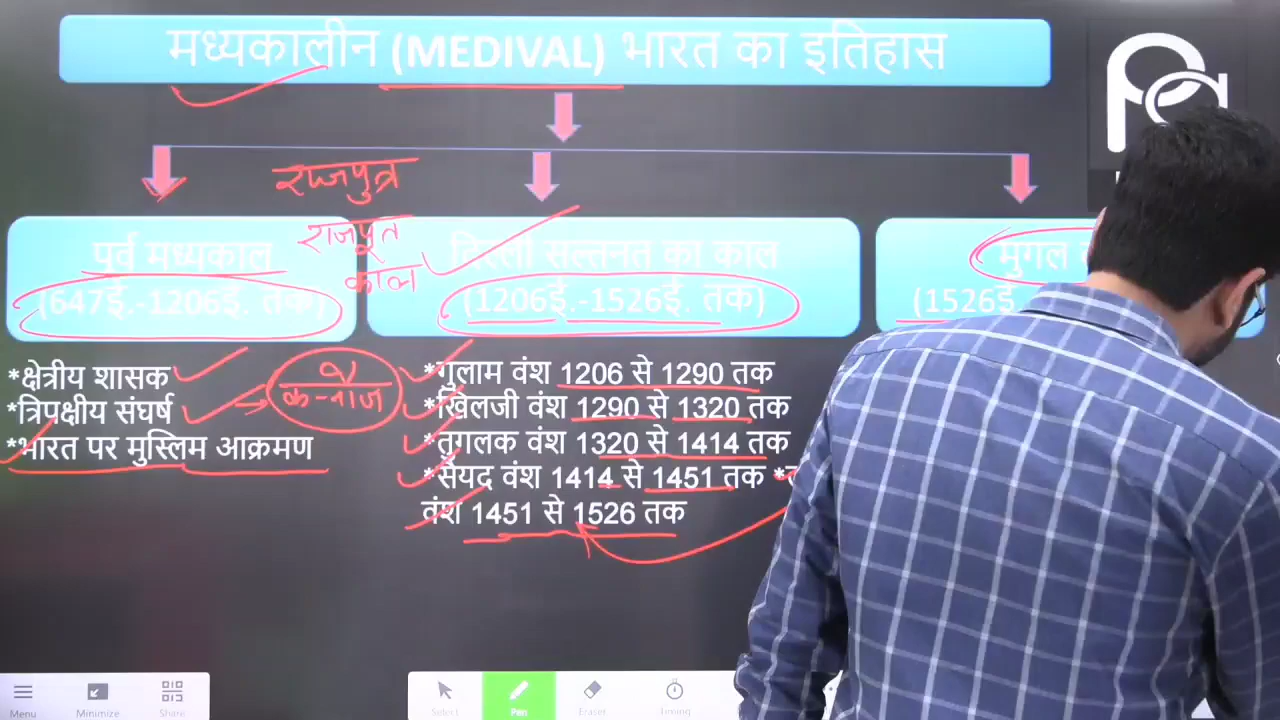 मध्यकालीन (MEDIVAL) भारत का इतिहास
राजपुत्र
राजपूत
काल
पूर्व मध्यकाल
(647ई.-1206ई. तक)
*क्षेत्रीय शासक
*त्रिपक्षीय संघर्ष
*भारत पर मुस्लिम आक्रमण
दिल्ली सल्तनत का काल
(1206ई.-1526ई. तक)
*गुलाम वंश 1206 से 1290 तक
*खिलजी वंश 1290 से 1320 तक
*तुगलक वंश 1320 से 1414 तक
*सैयद वंश 1414 से 1451 तक *
वंश 1451 से 1526 तक
मुगल
(1526ई.
Menu
Minimize
Share
Select
Pen
Eraser
Timing